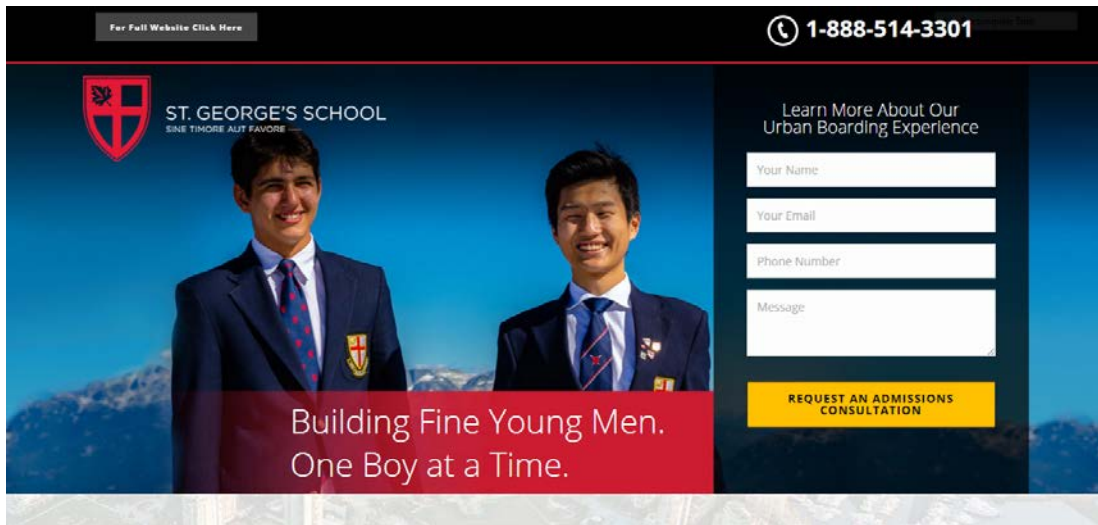 For Full Website Click Here
1-888-514-3301
ST. GEORGE'S SCHOOL
SINE TIMORE AUT FAVORE
Learn More About Our
Urban Boarding Experience
Your Name
Your Email
Phone Number
Message
REQUEST AN ADMISSIONS
CONSULTATION
Building Fine Young Men.
One Boy at a Time.